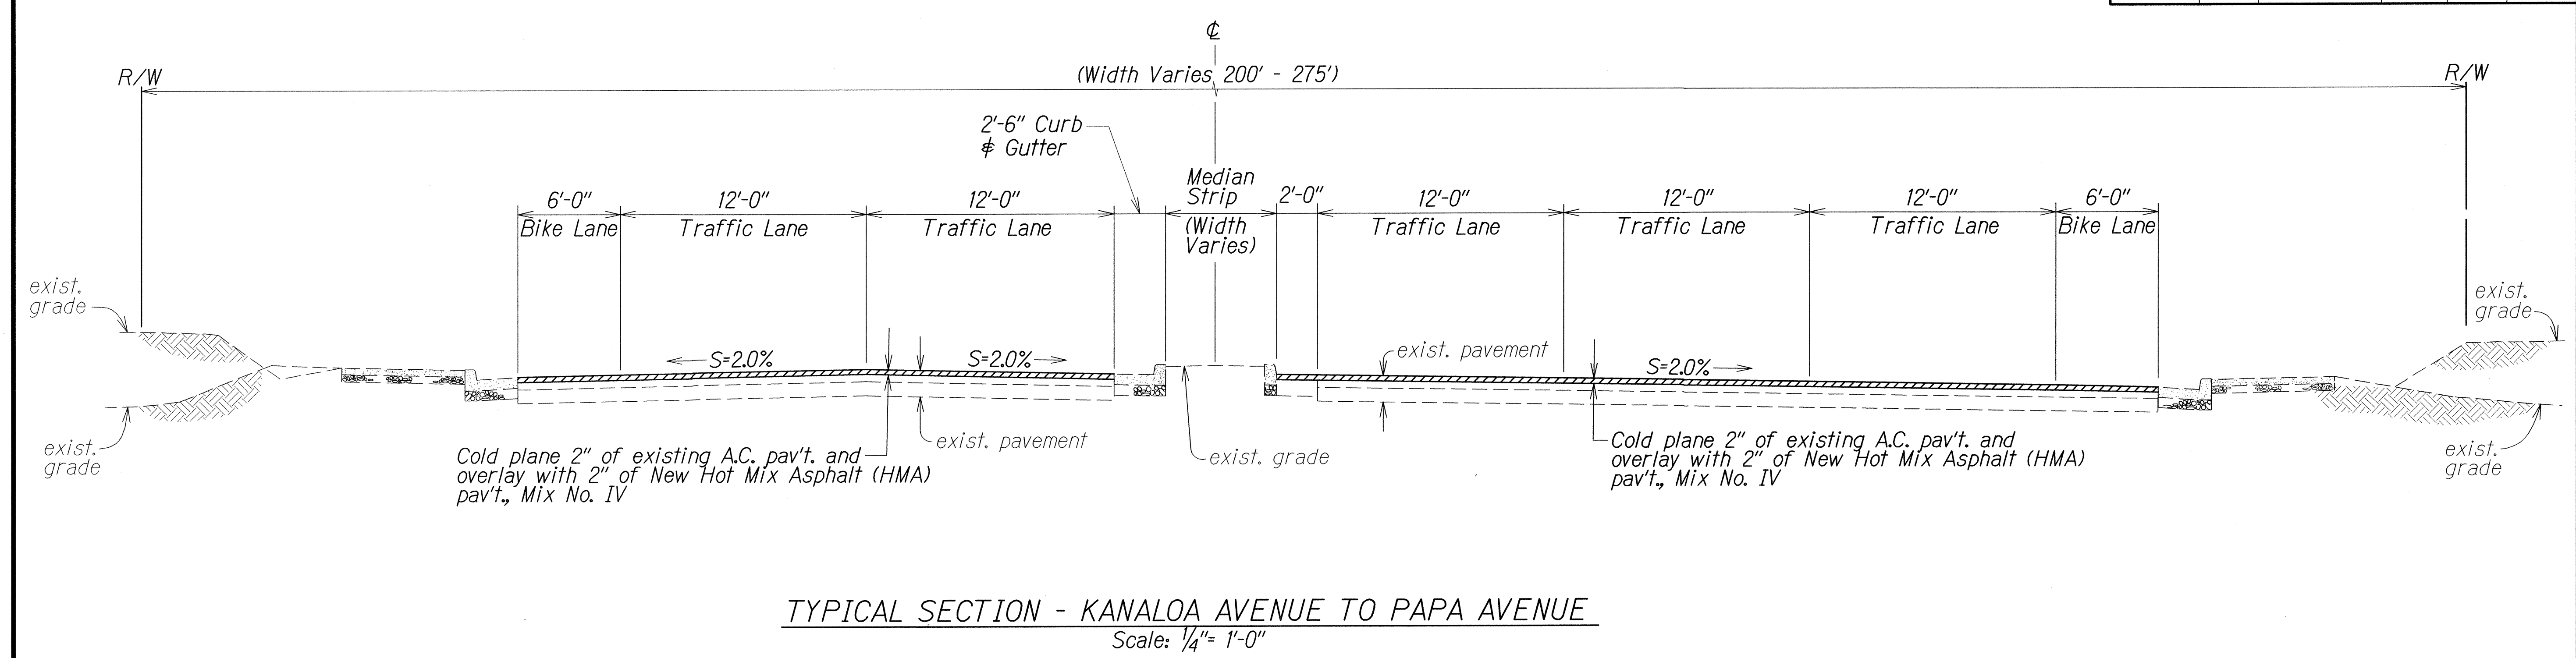 ℄
R/W
(Width Varies 200' - 275')
R/W
2'-6" Curb
& Gutter
6'-0"
Bike Lane
12'-0"
Traffic Lane
12'-0"
Traffic Lane
Median
Strip
(Width
Varies)
2'-0"
12'-0"
Traffic Lane
12'-0"
Traffic Lane
12'-0"
Traffic Lane
6'-0"
Bike Lane
exist.
grade
exist.
grade
S=2.0%
S=2.0%
exist. pavement
S=2.0%
exist.
grade
Cold plane 2" of existing A.C. pav't. and
overlay with 2" of New Hot Mix Asphalt (HMA)
pav't., Mix No. IV
exist. pavement
exist. grade
Cold plane 2" of existing A.C. pav't. and
overlay with 2" of New Hot Mix Asphalt (HMA)
pav't., Mix No. IV
exist.
grade
TYPICAL SECTION - KANALOA AVENUE TO PAPA AVENUE
Scale: 1/4"= 1'-0"